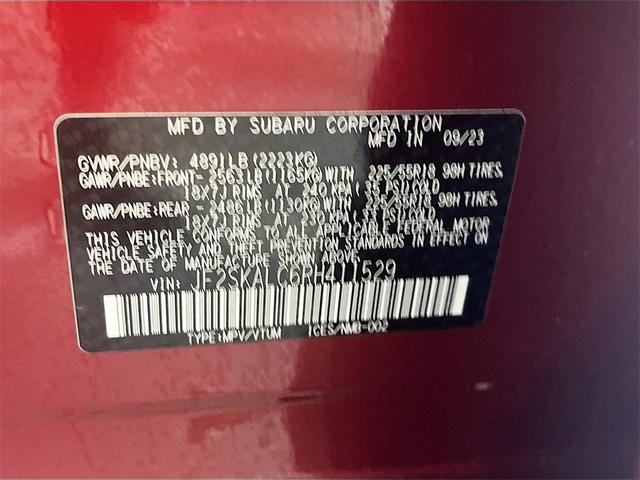 MFD BY SUBARU CORPORATION
MFD IN 09/23
GVWR/PNBV: 4891LB(2223KG)
GAWR/PNBE:FRONT- 2563LB(1165KG)WITH 225/55R18 98H TIRES,
18X7J RIMS AT 240 KPA(35 PSI)COLD
GAWR/PNBE:REAR - 2486LB(1130KG)WITH 225/55R18 98H TIRES,
18X7J RIMS AT 230 KPA(33 PSI)COLD
THIS VEHICLE CONFORMS TO ALL APPLICABLE FEDERAL MOTOR
VEHICLE SAFETY AND THEFT PREVENTION STANDARDS IN EFFECT ON
THE DATE OF MANUFACTURE SHOWN ABOVE
VIN: JF2SKALC6RH411529
TYPE:MPV/VTUM ICES/NMB-002